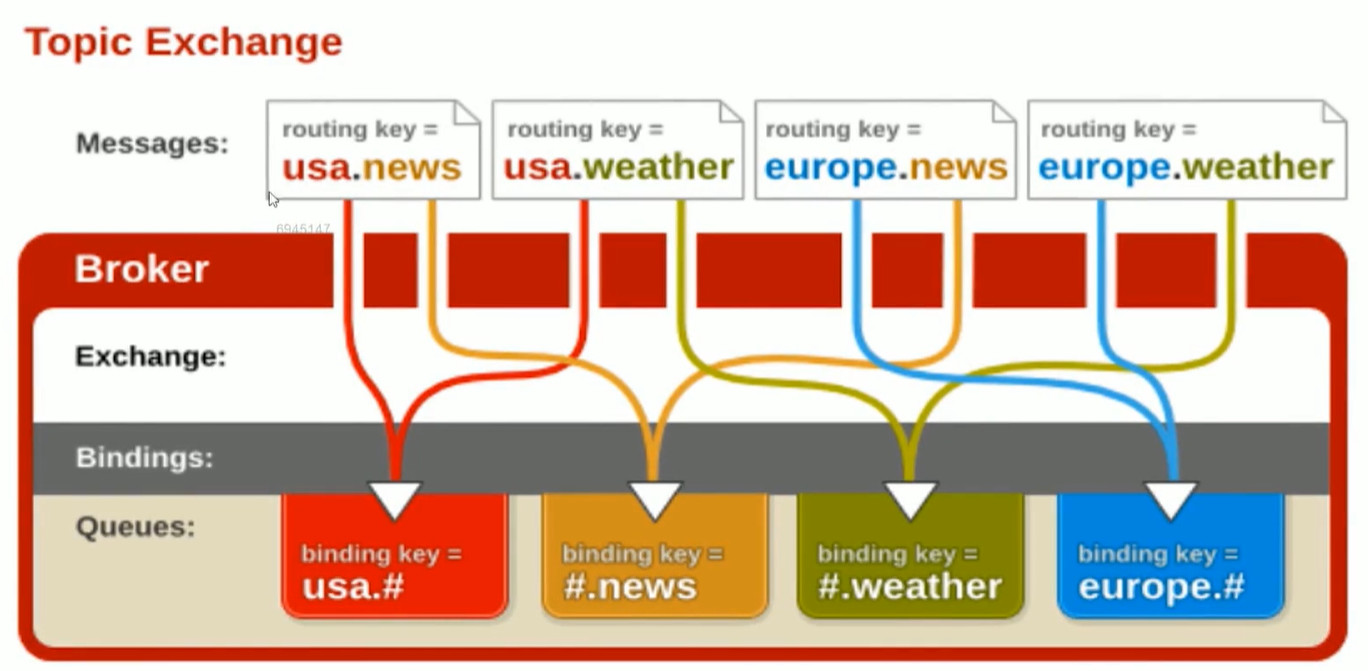 Topic Exchange
Messages:
routing key =
usa.news
routing key =
usa.weather
routing key =
europe.news
routing key =
europe.weather
6945147
Broker
Exchange:
Bindings:
Queues:
binding key =
usa.#
binding key =
#.news
binding key =
#.weather
binding key =
europe.#